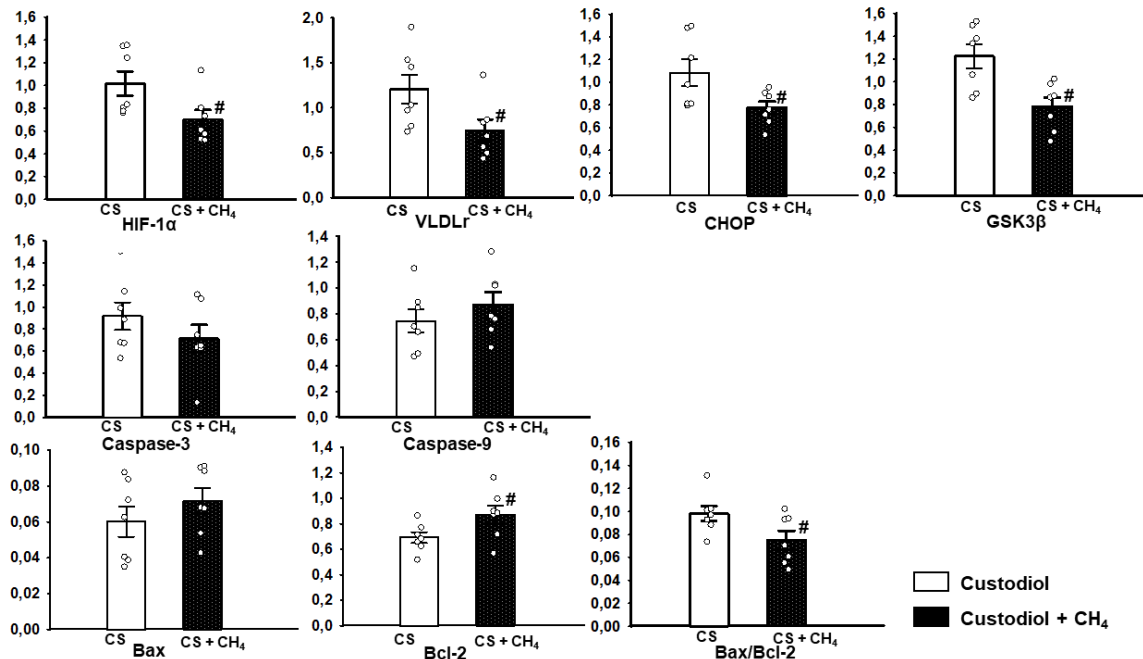 1,6
1,4
1,2
1,0
0,8
0,6
0,4
0,2
0,0
#
CS
CS + CH₄
HIF-1α
2,0
1,5
1,0
0,5
0,0
#
CS
CS + CH₄
VLDLr
1,6
1,4
1,2
1,0
0,8
0,6
0,4
0,2
0,0
#
CS
CS + CH₄
CHOP
1,6
1,4
1,2
1,0
0,8
0,6
0,4
0,2
0,0
#
CS
CS + CH₄
GSK3β
1,6
1,4
1,2
1,0
0,8
0,6
0,4
0,2
0,0
CS
CS + CH₄
Caspase-3
1,4
1,2
1,0
0,8
0,6
0,4
0,2
0,0
CS
CS + CH₄
Caspase-9
0,10
0,08
0,06
0,04
0,02
0,00
CS
CS + CH₄
Bax
1,4
1,2
1,0
0,8
0,6
0,4
0,2
0,0
#
CS
CS + CH₄
Bcl-2
0,16
0,14
0,12
0,10
0,08
0,06
0,04
0,02
0,00
#
CS
CS + CH₄
Bax/Bcl-2
Custodiol
Custodiol + CH₄